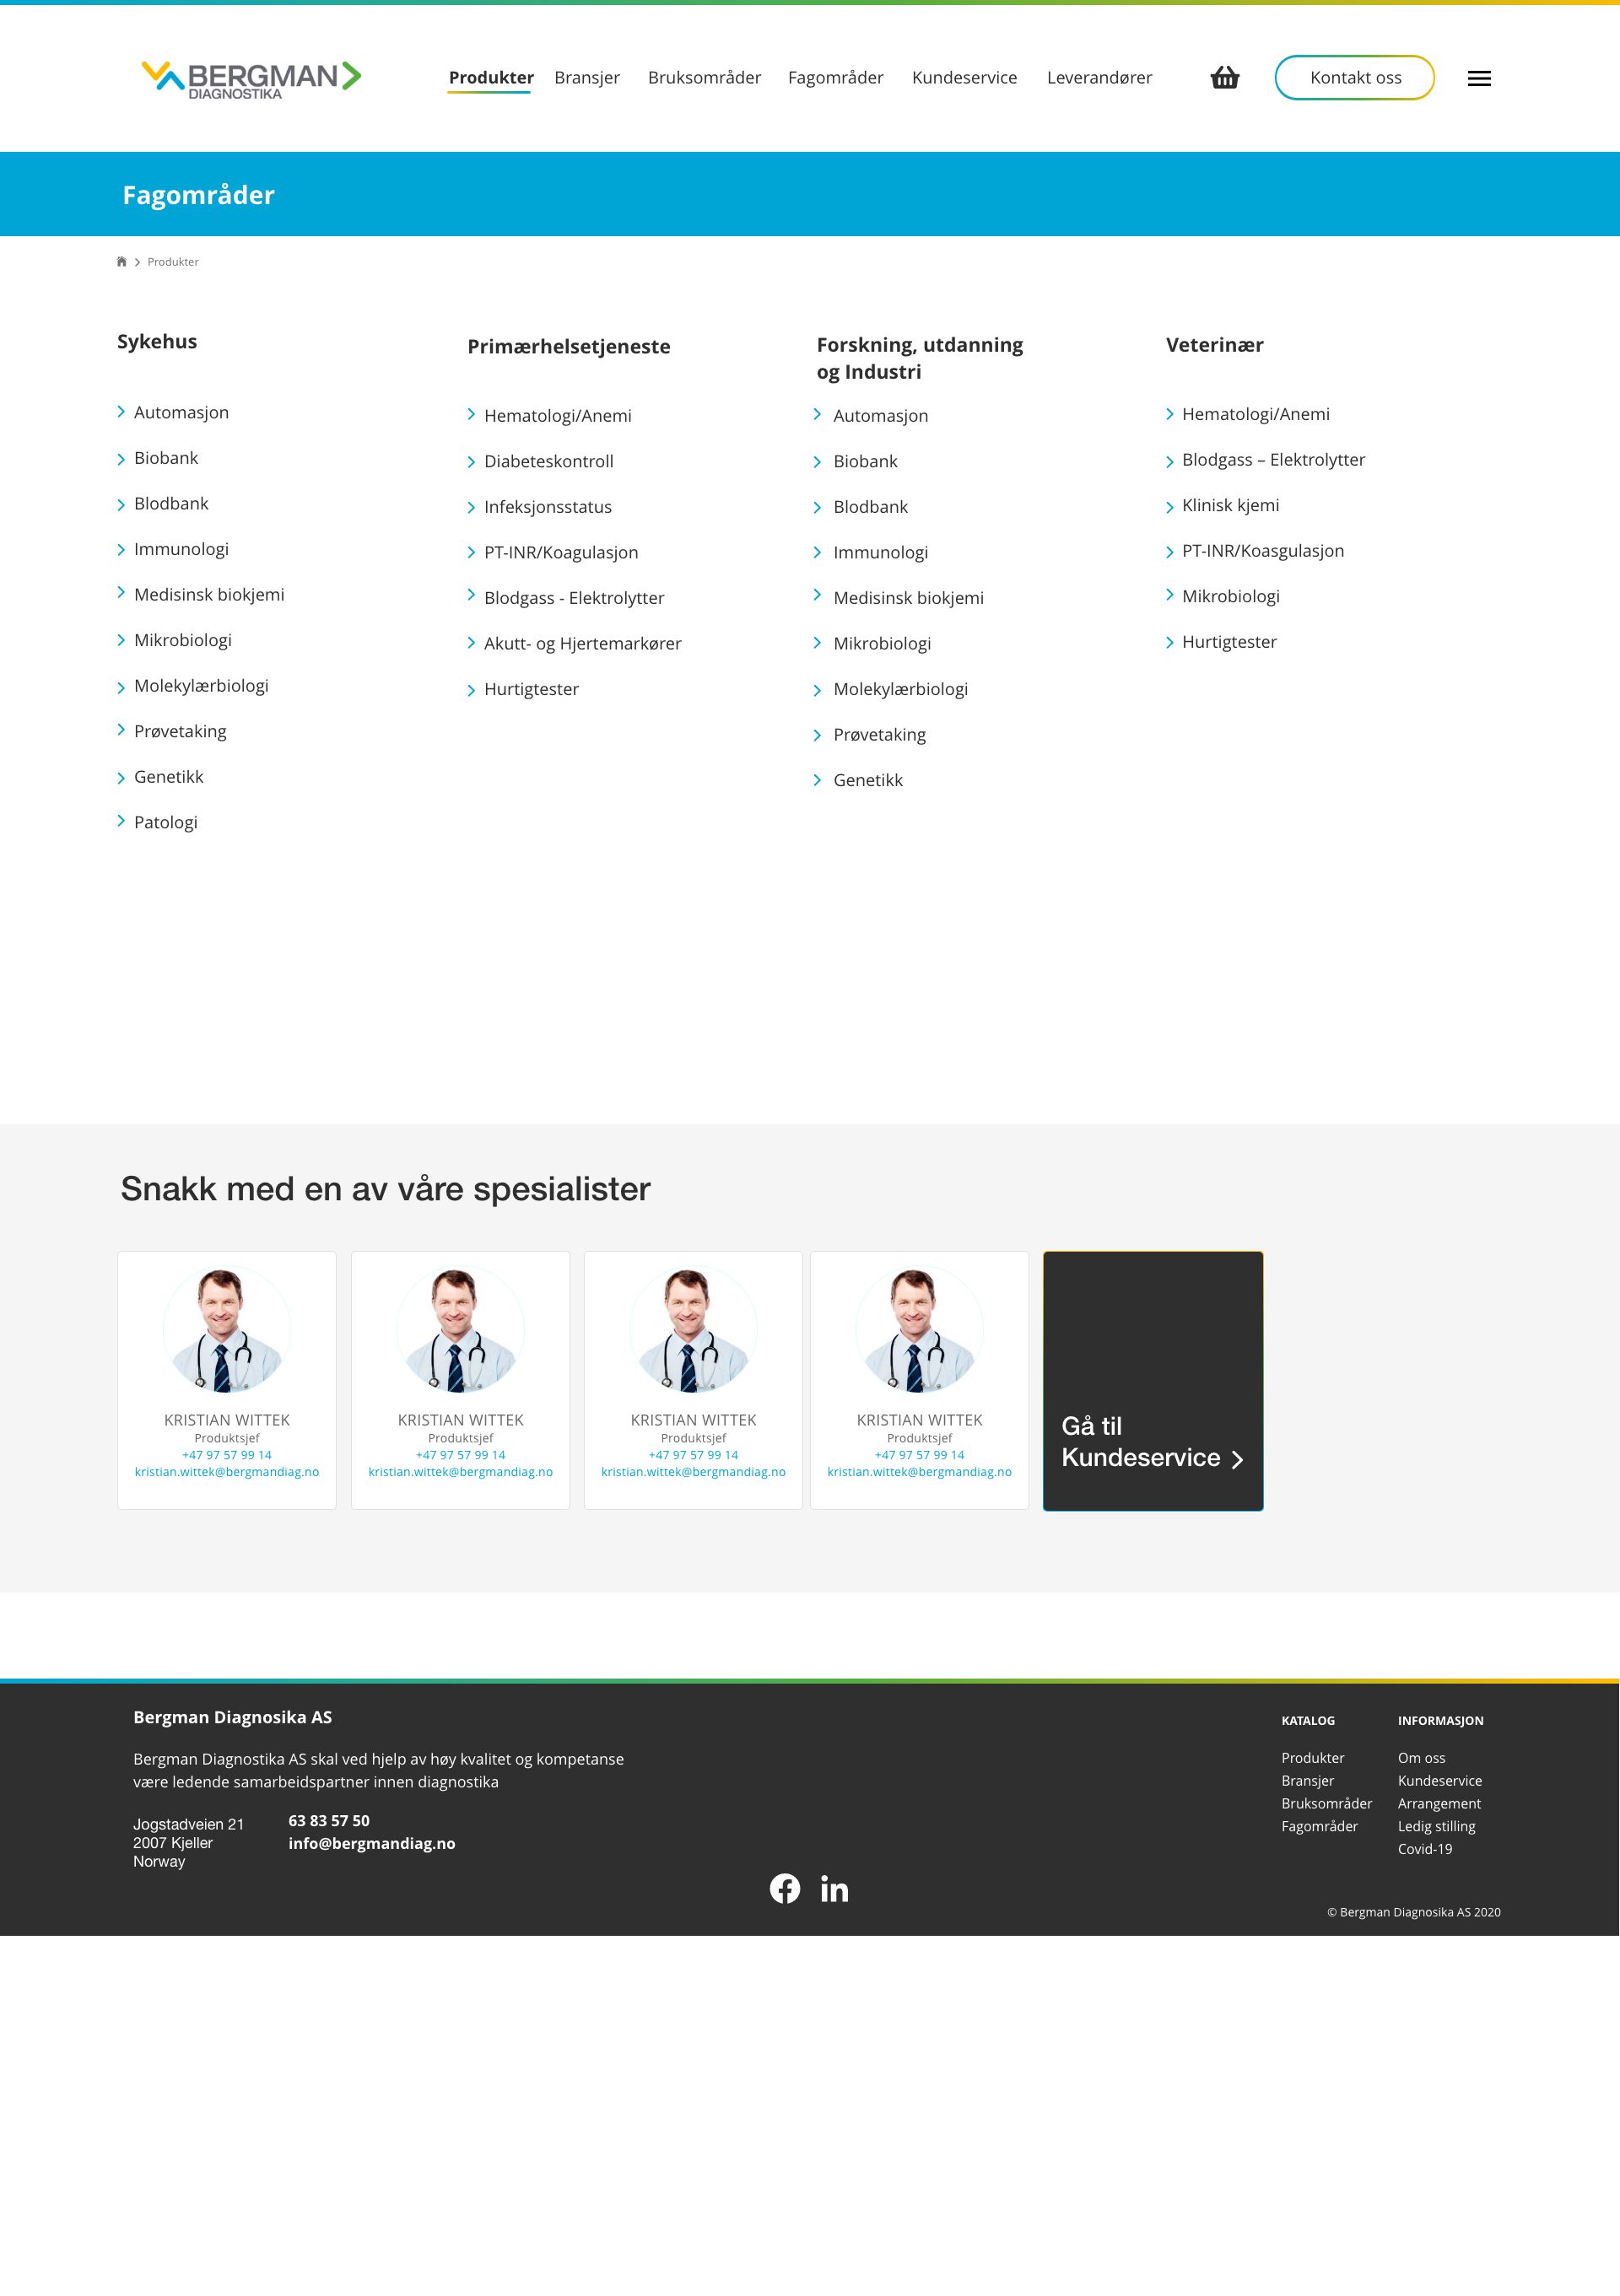 BERGMAN
DIAGNOSTIKA
Produkter Bransjer Bruksområder Fagområder Kundeservice Leverandører Kontakt oss
Fagområder
Produkter
Sykehus
Automasjon
Biobank
Blodbank
Immunologi
Medisinsk biokjemi
Mikrobiologi
Molekylærbiologi
Prøvetaking
Genetikk
Patologi
Primærhelsetjeneste
Hematologi/Anemi
Diabeteskontroll
Infeksjonsstatus
PT-INR/Koagulasjon
Blodgass - Elektrolytter
Akutt- og Hjertemarkører
Hurtigtester
Forskning, utdanning
og Industri
Automasjon
Biobank
Blodbank
Immunologi
Medisinsk biokjemi
Mikrobiologi
Molekylærbiologi
Prøvetaking
Genetikk
Veterinær
Hematologi/Anemi
Blodgass – Elektrolytter
Klinisk kjemi
PT-INR/Koasgulasjon
Mikrobiologi
Hurtigtester
Snakk med en av våre spesialister
KRISTIAN WITTEK
Produktsjef
+47 97 57 99 14
kristian.wittek@bergmandiag.no
KRISTIAN WITTEK
Produktsjef
+47 97 57 99 14
kristian.wittek@bergmandiag.no
KRISTIAN WITTEK
Produktsjef
+47 97 57 99 14
kristian.wittek@bergmandiag.no
KRISTIAN WITTEK
Produktsjef
+47 97 57 99 14
kristian.wittek@bergmandiag.no
Gå til
Kundeservice
Bergman Diagnosika AS
Bergman Diagnostika AS skal ved hjelp av høy kvalitet og kompetanse
være ledende samarbeidspartner innen diagnostika
Jogstadveien 21
2007 Kjeller
Norway
63 83 57 50
info@bergmandiag.no
KATALOG
Produkter
Bransjer
Bruksområder
Fagområder
INFORMASJON
Om oss
Kundeservice
Arrangement
Ledig stilling
Covid-19
© Bergman Diagnosika AS 2020